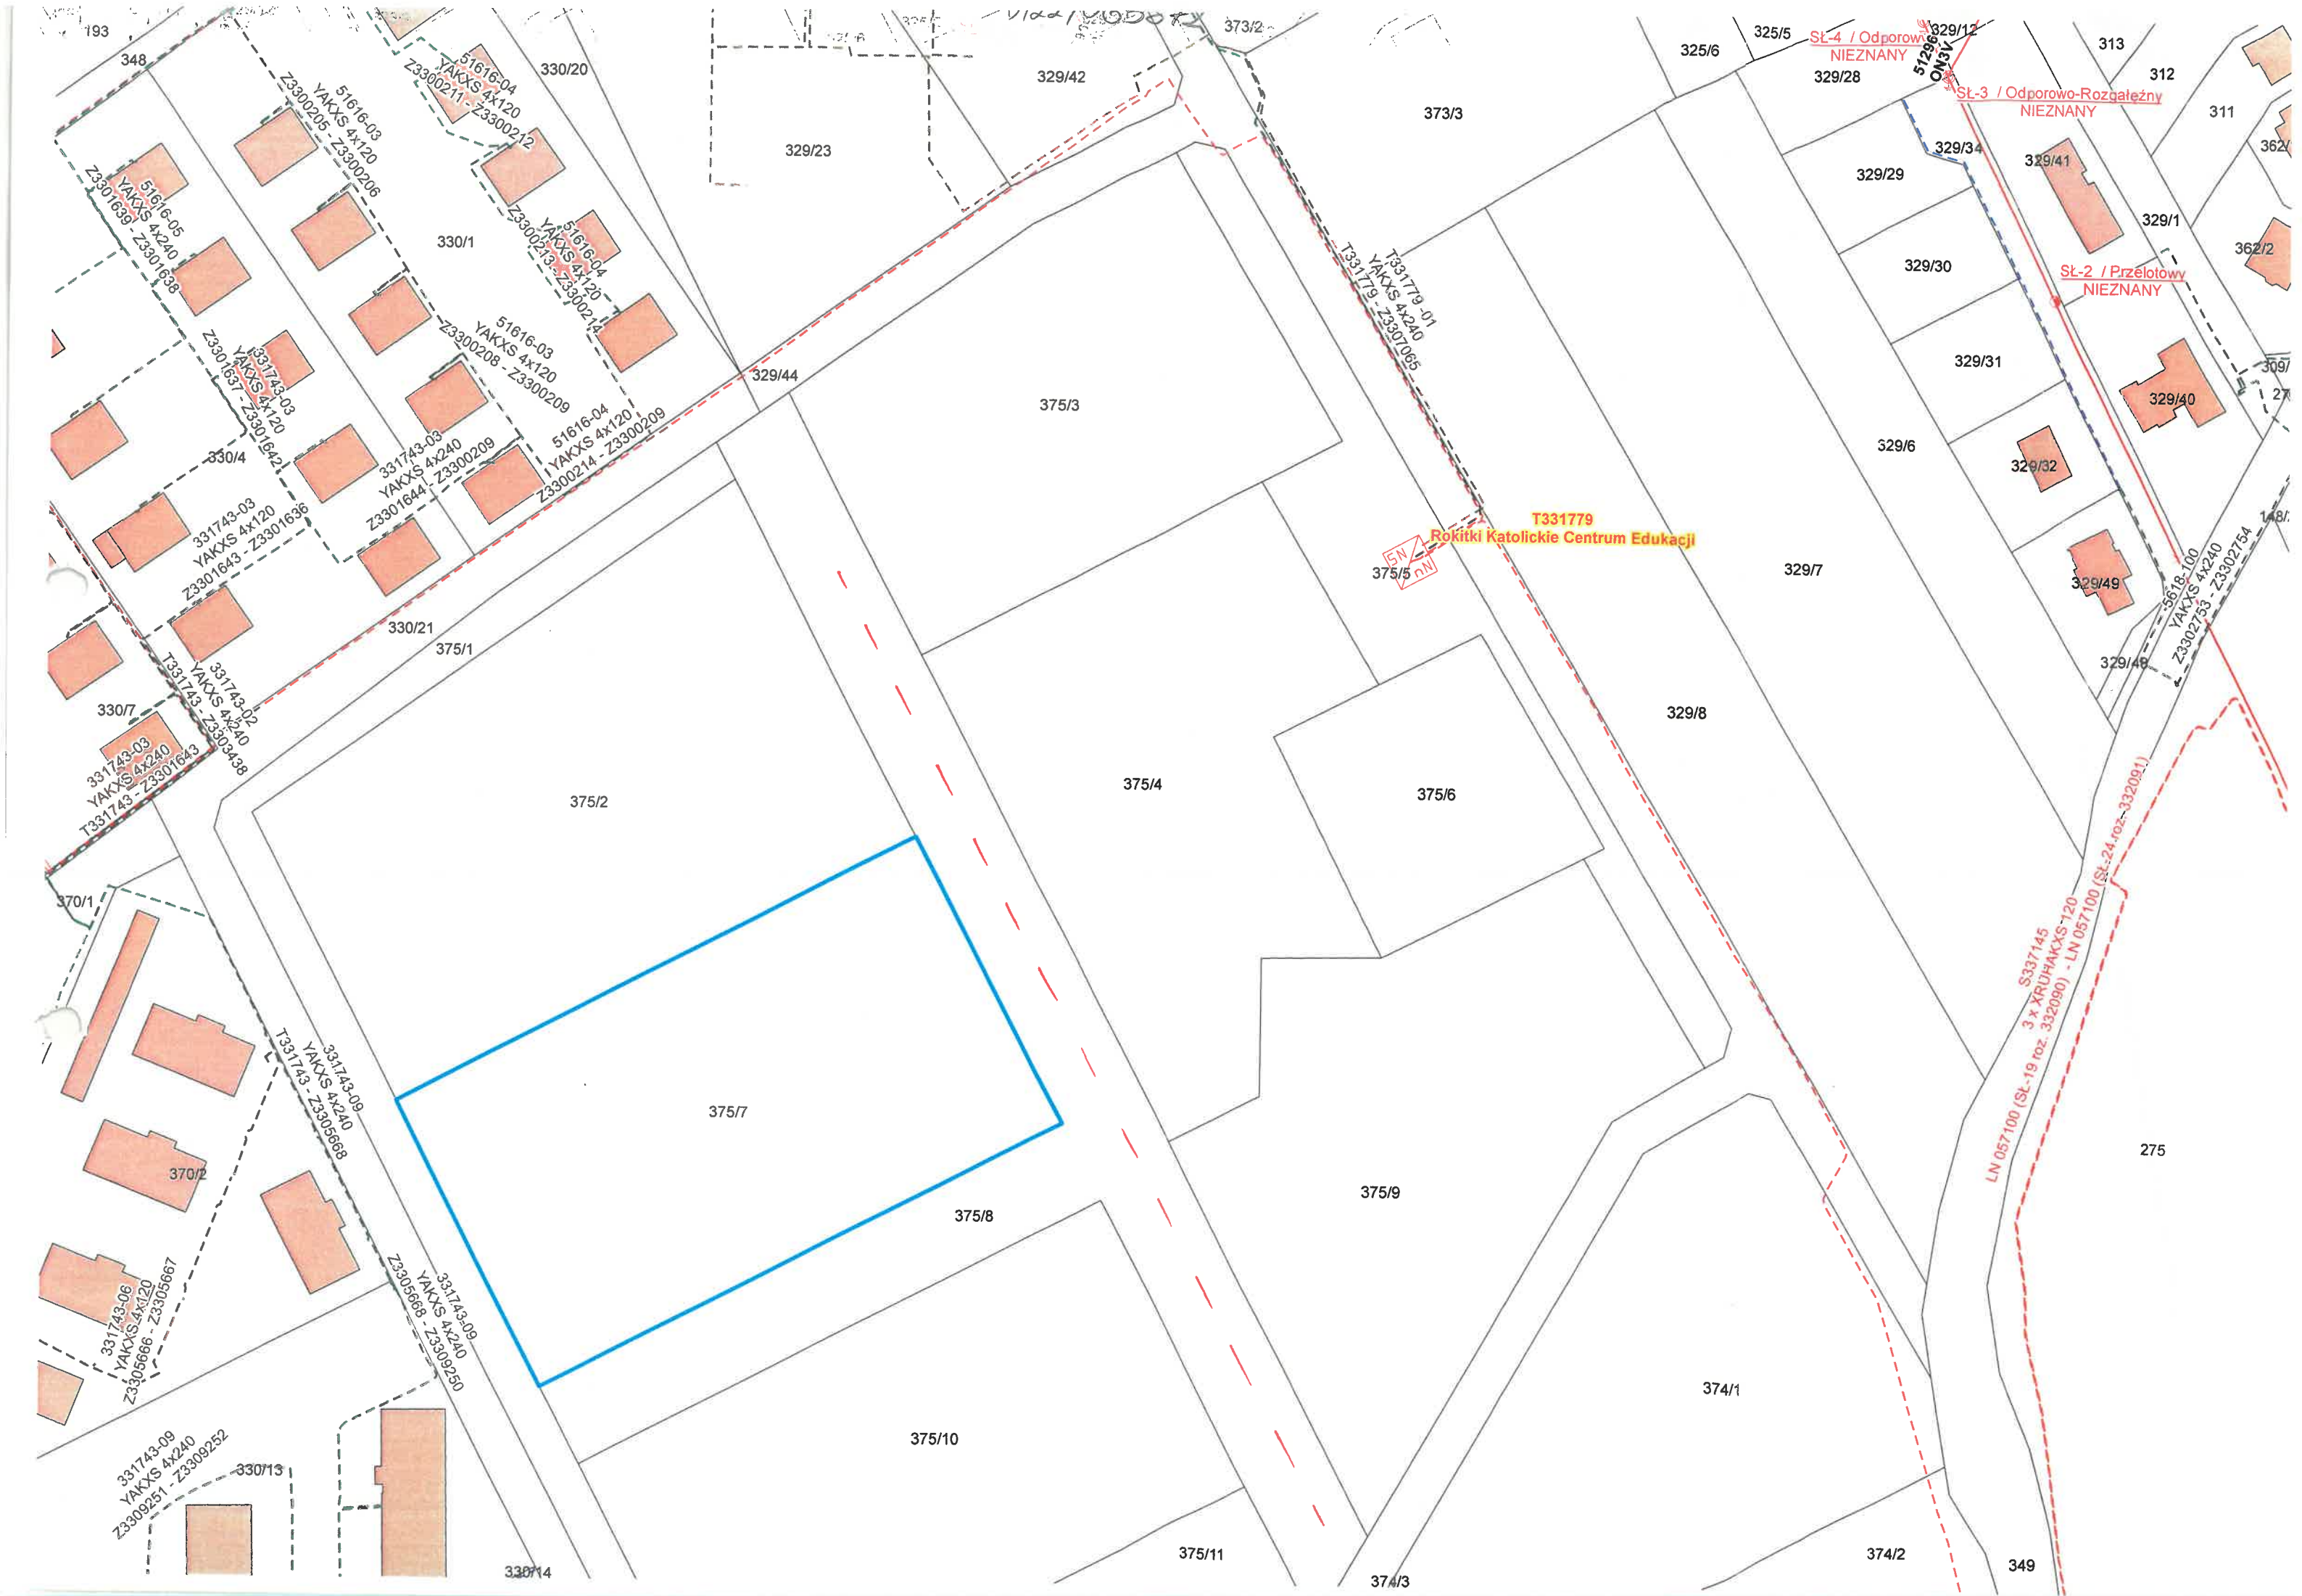 193
348
330/20
329/42
373/2
373/3
325/6
325/5
329/12
313
312
311
SŁ-4 / Odporow
NIEZNANY
51296
ON3V
329/28
SŁ-3 / Odporowo-Rozgałęźny
NIEZNANY
362/
51616-04
YAKXS 4x120
Z3300211 - Z3300212
51616-03
YAKXS 4x120
Z3300205 - Z3300206
329/23
329/29
329/34
329/41
329/1
362/2
51616-05
YAKXS 4x240
Z3301639 - Z3301638
330/1
51616-04
YAKXS 4x120
Z3300213 - Z3300214
T331779 -01
YAKXS 4x240
T331779 - Z3307065
329/30
SŁ-2 / Przelotowy
NIEZNANY
331743-03
YAKXS 4x120
Z3301637 - Z3301642
51616-03
YAKXS 4x120
Z3300208 - Z3300209
329/44
375/3
329/31
329/40
309/
27
330/4
331743-03
YAKXS 4x240
Z3301644 - Z3300209
51616-04
YAKXS 4x120
Z3300214 - Z3300209
329/6
329/32
331743-03
YAKXS 4x120
Z3301643 - Z3301636
T331779
Rokitki Katolickie Centrum Edukacji
SN
nN
375/5
329/7
329/49
148/
5618-100
YAKXS 4x240
Z3302753 - Z3302754
330/21
375/1
329/48
330/7
331743-02
YAKXS 4x240
T331743 - Z3303438
329/8
331743-03
YAKXS 4x240
T331743 - Z3301643
375/2
375/4
375/6
370/1
S337145
3 x XRUHAKXS 120
LN 057100 (SŁ-19 roz. 332090) - LN 057100 (SŁ-24 roz. 332091)
331743-09
YAKXS 4x240
T331743 - Z3305668
375/7
370/2
275
375/9
375/8
331743-06
YAKXS 4x120
Z3305666 - Z3305667
331743-09
YAKXS 4x240
Z3305668 - Z3309250
374/1
375/10
331743-09
YAKXS 4x240
Z3309251 - Z3309252
330/13
375/11
374/2
349
330/14
374/3